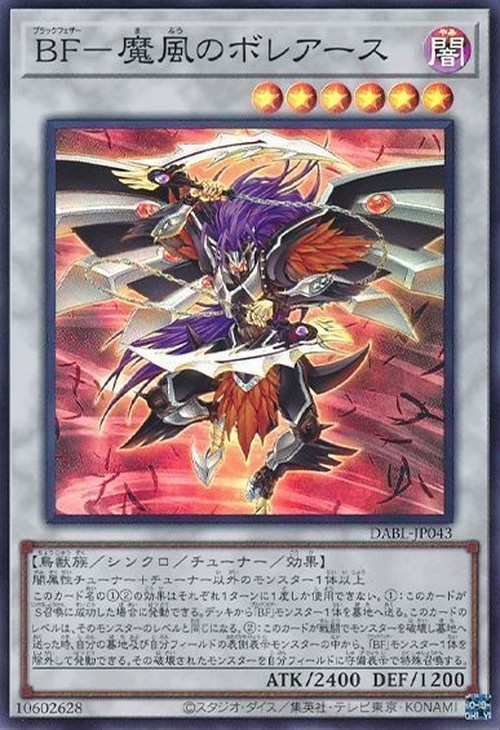 ブラックフェザー ま ふう
BF－魔風のボレアース
やみ
闇
DABL-JP043
【鳥獣族／シンクロ／チューナー／効果】
闇属性チューナー＋チューナー以外のモンスター1体以上
このカード名の①②の効果はそれぞれ1ターンに1度しか使用できない。①：このカードが
S召喚に成功した場合に発動できる。デッキから「BF」モンスター1体を墓地へ送る。このカードの
レベルは、そのモンスターのレベルと同じになる。②：このカードが戦闘でモンスターを破壊し墓地へ
送った時、自分の墓地及び自分フィールドの表側表示モンスターの中から、「BF」モンスター1体を
除外して発動できる。その破壊されたモンスターを自分フィールドに守備表示で特殊召喚する。
ATK/2400 DEF/1200
10602628
©スタジオ・ダイス／集英社・テレビ東京・KONAMI